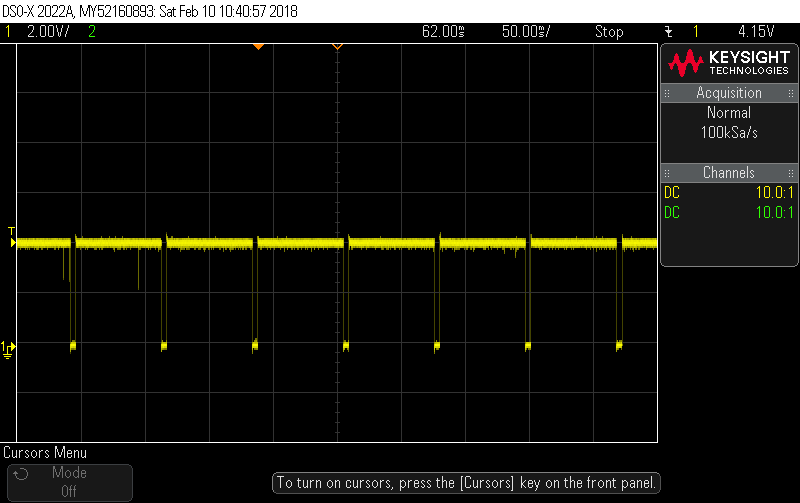 DSO-X 2022A, MY52160893: Sat Feb 10 10:40:57 2018
1 2.00V/ 2 62.00ms 50.00ms/ Stop 1 4.15V
KEYSIGHT
TECHNOLOGIES
Acquisition
Normal
100kSa/s
Channels
DC 10.0:1
DC 10.0:1
T
1
Cursors Menu
Mode
Off
To turn on cursors, press the [Cursors] key on the front panel.